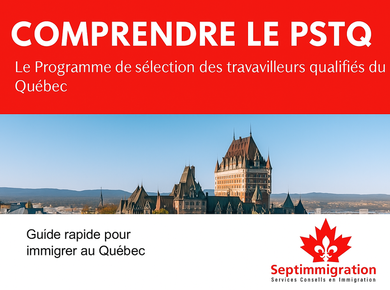 COMPRENDRE LE PSTQ
Le Programme de sélection des travavilleurs qualifiés du
Québec
Guide rapide pour
immigrer au Québec
Septimmigration
Services Conseils en Immigration